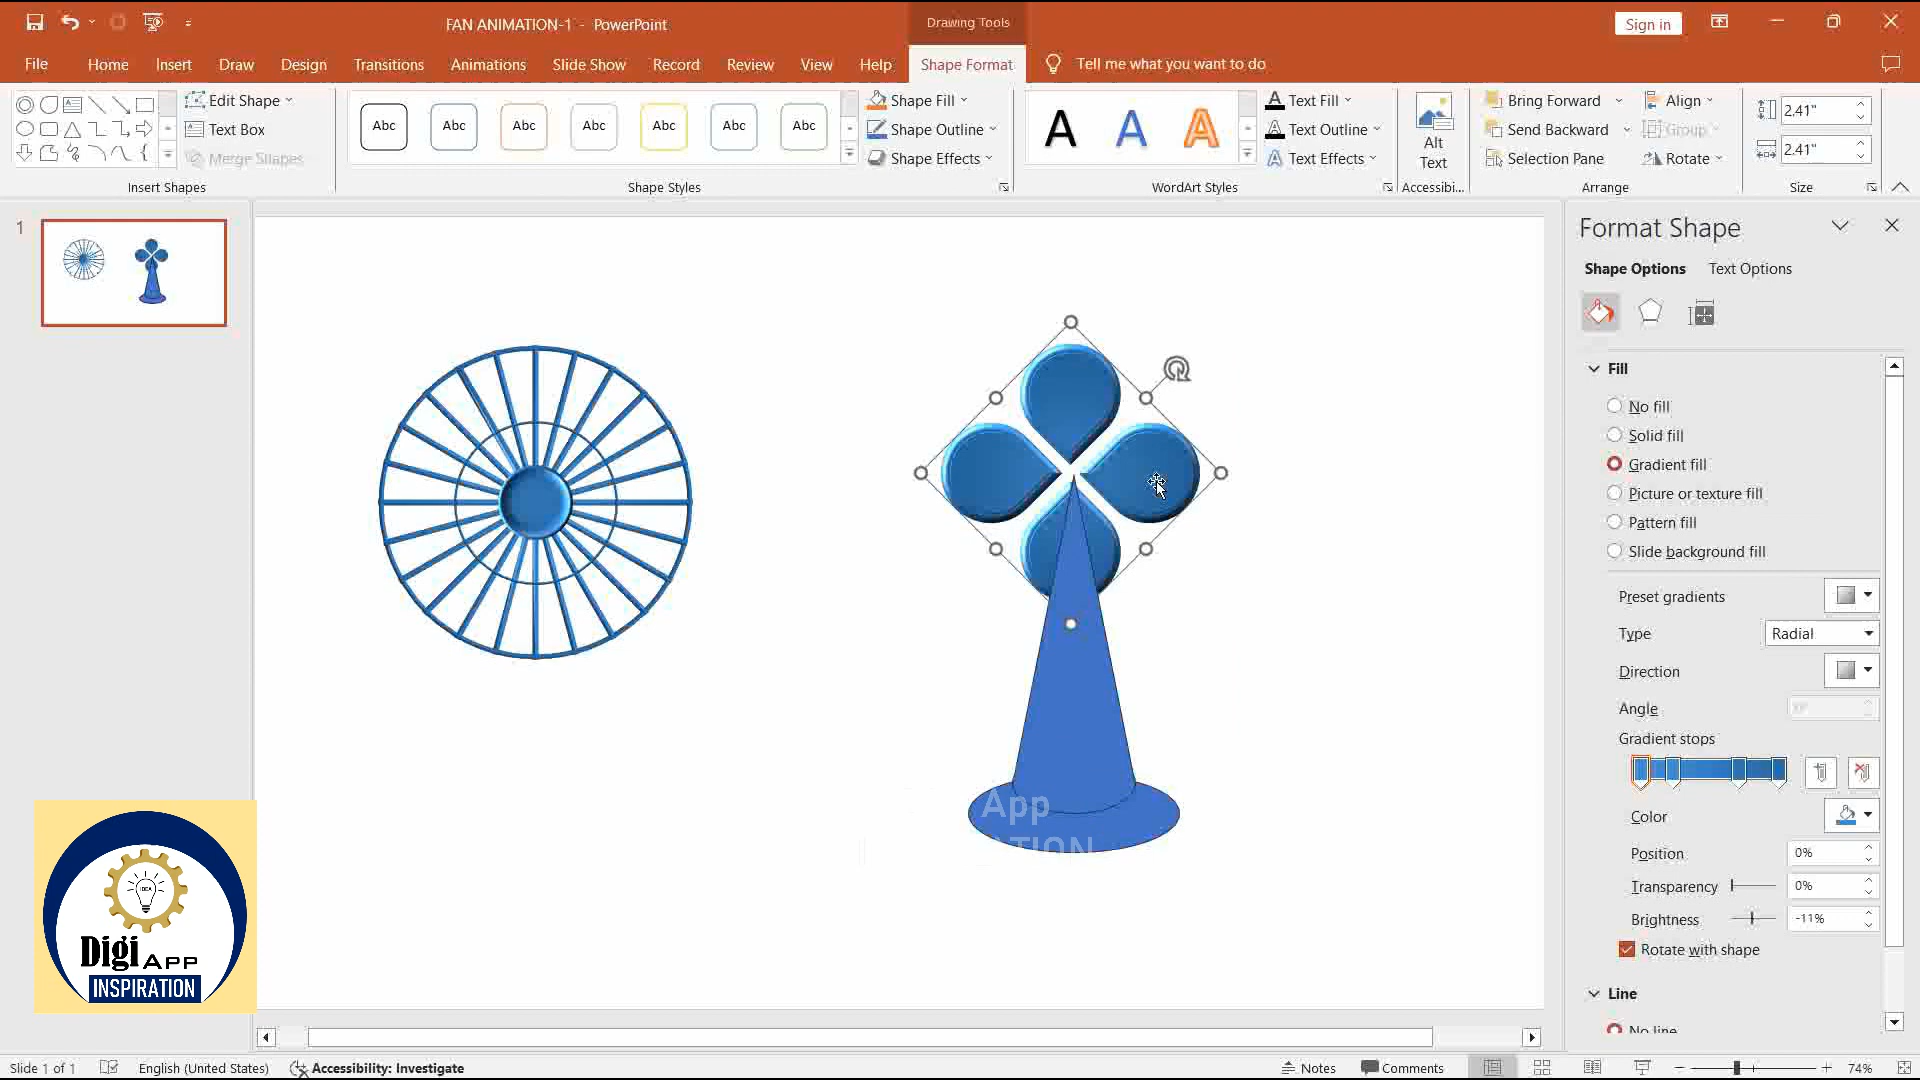 FAN ANIMATION-1 - PowerPoint
Drawing Tools
Sign in
File Home Insert Draw Design Transitions Animations Slide Show Record Review View Help Shape Format Tell me what you want to do
Edit Shape
Text Box
Merge Shapes
Insert Shapes
Abc Abc Abc Abc Abc Abc Abc
Shape Fill
Shape Outline
Shape Effects
Shape Styles
A A A
Text Fill
Text Outline
Text Effects
WordArt Styles
Alt
Text
Accessibi...
Bring Forward
Send Backward
Selection Pane
Align
Group
Rotate
Arrange
2.41"
2.41"
Size
1
Format Shape
Shape Options Text Options
Fill
No fill
Solid fill
Gradient fill
Picture or texture fill
Pattern fill
Slide background fill
Preset gradients
Type Radial
Direction
Angle
Gradient stops
Color
Position 0%
Transparency 0%
Brightness -11%
Rotate with shape
Line
No line
App
TION
IDEA
Digi APP
INSPIRATION
Slide 1 of 1 English (United States) Accessibility: Investigate Notes Comments 74%